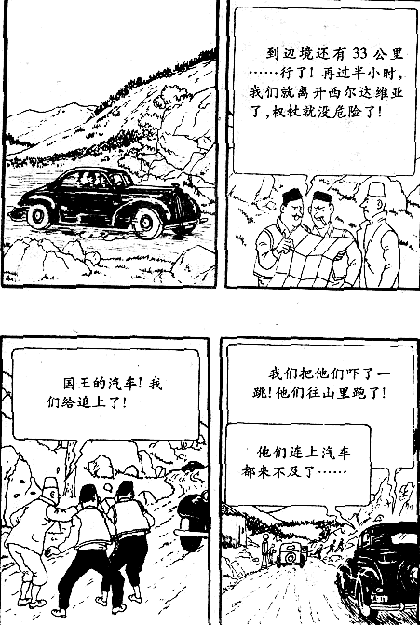 到边境还有33公里
……行了！再过半小时，
我们就离开西尔达维亚
了，权杖就没危险了！
国王的汽车！我
们给追上了！
我们把他们吓了一
跳！他们往山里跑了！
他们连上汽车
都来不及了……